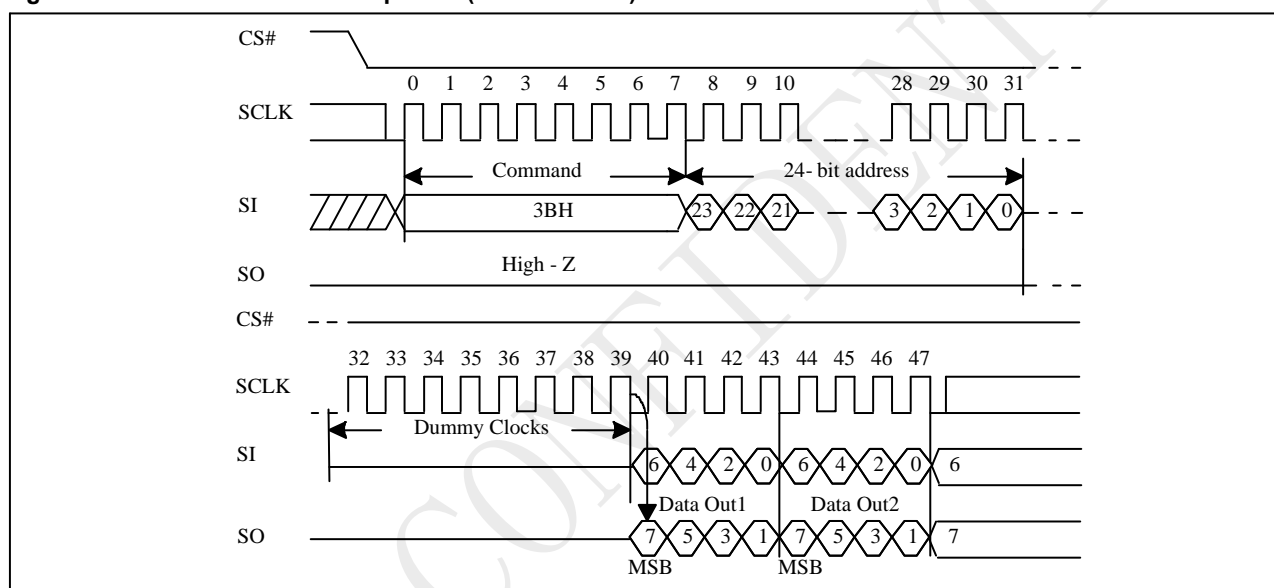 CS#
0 1 2 3 4 5 6 7 8 9 10 28 29 30 31
SCLK
Command 24- bit address
SI 3BH 23 22 21 3 2 1 0
SO High - Z
CS#
32 33 34 35 36 37 38 39 40 41 42 43 44 45 46 47
SCLK
Dummy Clocks
SI 6 4 2 0 6 4 2 0 6
Data Out1 Data Out2
SO 7 5 3 1 7 5 3 1 7
MSB MSB